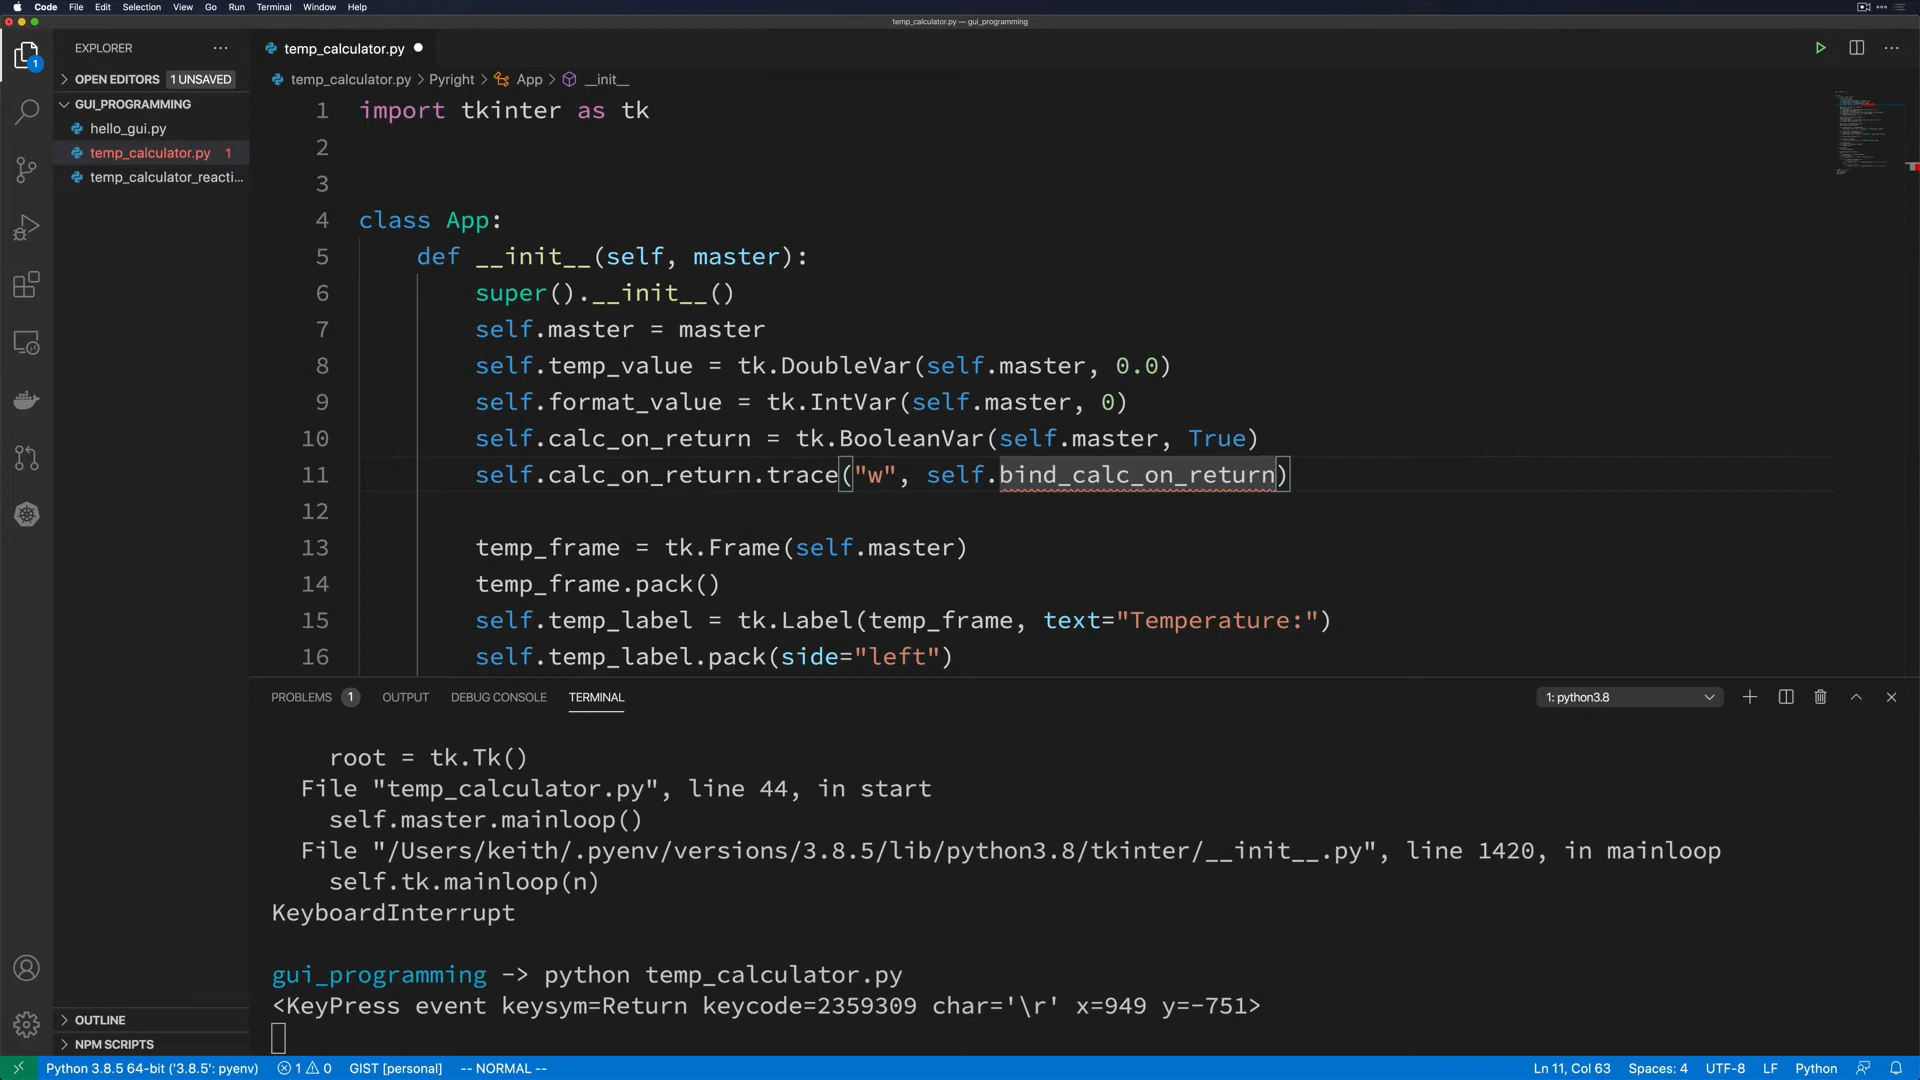 Code File Edit Selection View Go Run Terminal Window Help
temp_calculator.py — gui_programming
EXPLORER
temp_calculator.py
OPEN EDITORS 1 UNSAVED
temp_calculator.py > Pyright > App > __init__
GUI_PROGRAMMING
hello_gui.py
temp_calculator.py 1
temp_calculator_reacti...
1 import tkinter as tk
2
3
4 class App:
5 def __init__(self, master):
6 super().__init__()
7 self.master = master
8 self.temp_value = tk.DoubleVar(self.master, 0.0)
9 self.format_value = tk.IntVar(self.master, 0)
10 self.calc_on_return = tk.BooleanVar(self.master, True)
11 self.calc_on_return.trace("w", self.bind_calc_on_return)
12
13 temp_frame = tk.Frame(self.master)
14 temp_frame.pack()
15 self.temp_label = tk.Label(temp_frame, text="Temperature:")
16 self.temp_label.pack(side="left")
PROBLEMS 1 OUTPUT DEBUG CONSOLE TERMINAL 1: python3.8
root = tk.Tk()
File "temp_calculator.py", line 44, in start
self.master.mainloop()
File "/Users/keith/.pyenv/versions/3.8.5/lib/python3.8/tkinter/__init__.py", line 1420, in mainloop
self.tk.mainloop(n)
KeyboardInterrupt
gui_programming -> python temp_calculator.py
<KeyPress event keysym=Return keycode=2359309 char='\r' x=949 y=-751>
OUTLINE
NPM SCRIPTS
1
Python 3.8.5 64-bit ('3.8.5': pyenv) 1 0 GIST [personal] -- NORMAL -- Ln 11, Col 63 Spaces: 4 UTF-8 LF Python